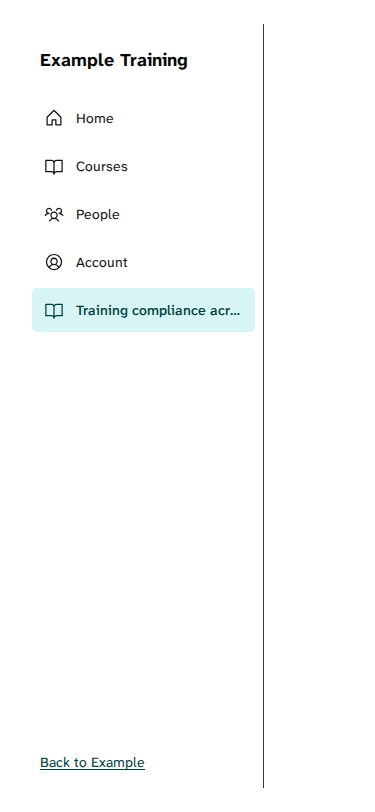 Example Training
Home
Courses
People
Account
Training compliance acr...
Back to Example